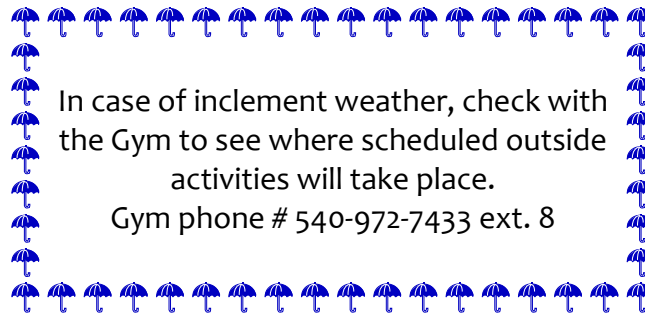 In case of inclement weather, check with
the Gym to see where scheduled outside
activities will take place.
Gym phone # 540-972-7433 ext. 8